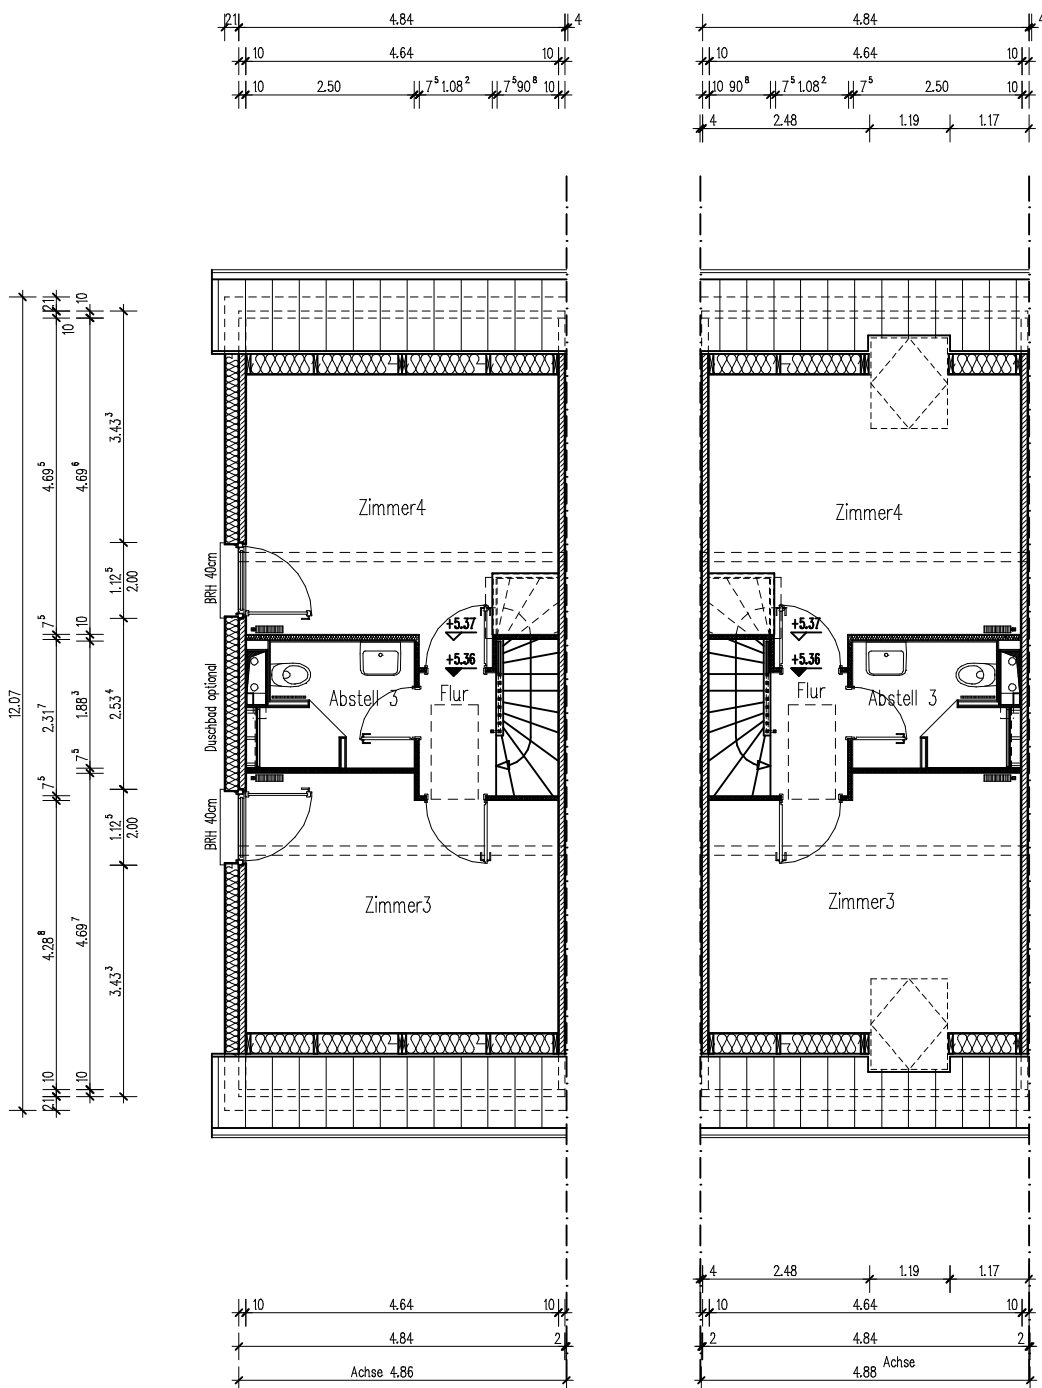 21 4.84 4
4.84 4
10 4.64 10
10 4.64 10
10 2.50 7⁵ 1.08² 7⁵ 90⁸ 10
10 90⁸ 7⁵ 1.08² 7⁵ 2.50 10
4 2.48 1.19 1.17
12.07
21 4.69⁵ 7⁵ 2.31⁷ 7⁵ 4.28⁸ 10 21
10 10 4.69⁶ 10 1.88³ 7⁵ 4.69⁷ 10
3.43³ 1.12⁵ 2.00 2.53⁴ 1.12⁵ 2.00 3.43³
BRH 40cm
Duschbad optional
BRH 40cm
Zimmer4
+5.37
+5.36
Abstell 3
Flur
Zimmer3
Zimmer4
+5.37
+5.36
Flur
Abstell 3
Zimmer3
4 2.48 1.19 1.17
10 4.64 10
10 4.64 10
4.84 2
2 4.84 2
Achse 4.86
Achse
4.88